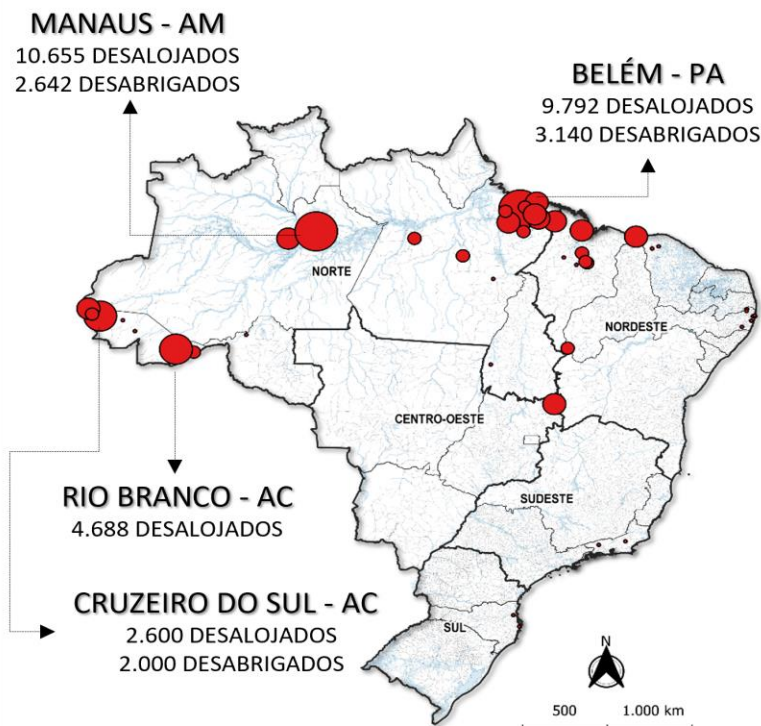 MANAUS - AM
10.655 DESALOJADOS
2.642 DESABRIGADOS
BELÉM - PA
9.792 DESALOJADOS
3.140 DESABRIGADOS
NORTE
NORDESTE
CENTRO-OESTE
SUDESTE
SUL
RIO BRANCO - AC
4.688 DESALOJADOS
CRUZEIRO DO SUL - AC
2.600 DESALOJADOS
2.000 DESABRIGADOS
N
500 1.000 km